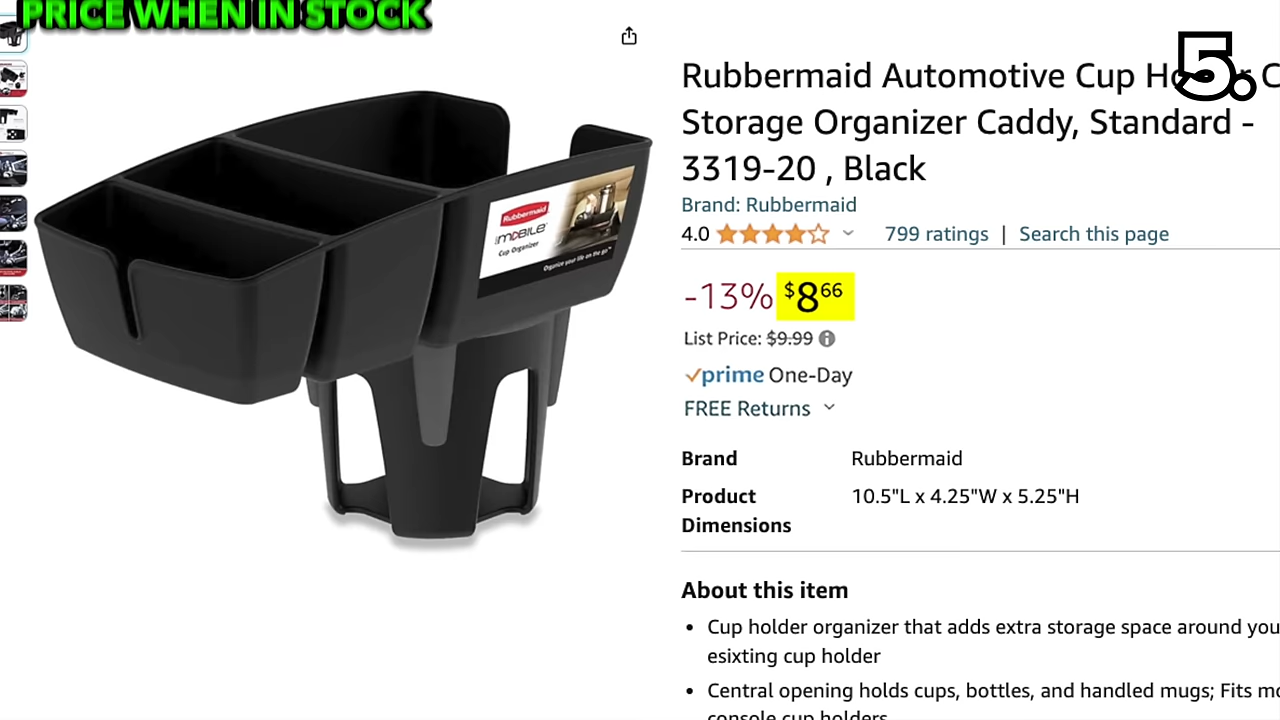 PRICE WHEN IN STOCK
5.
Rubbermaid Automotive Cup
Storage Organizer Caddy, Standard -
3319-20 , Black
Brand: Rubbermaid
4.0
799 ratings | Search this page
-13% $8 66
List Price: $9.99
prime One-Day
FREE Returns
Brand Rubbermaid
Product Dimensions 10.5"L x 4.25"W x 5.25"H
About this item
• Cup holder organizer that adds extra storage space around
esixting cup holder
• Central opening holds cups, bottles, and handled mugs; Fits
console cup holders
Rubbermaid
MOBILE
Cup Organizer
Organize your life on the go™